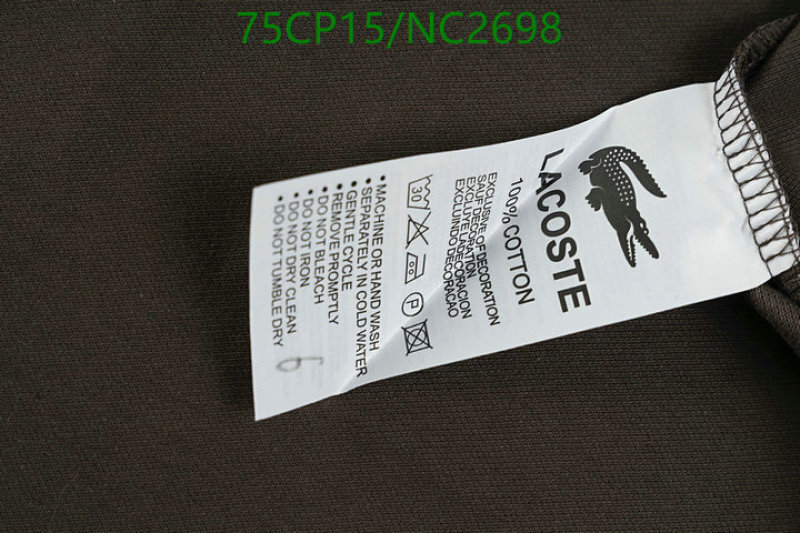 75CP15/NC2698
LACOSTE
100% COTTON
EXCLUSIVE OF DECORATION
SAUF DECORATION
EXCLUYE LA DECORACION
EXCLUINDO DECORACAO
30
P
• MACHINE OR HAND WASH
• SEPARATELY IN COLD WATER
• GENTLE CYCLE
• REMOVE PROMPTLY
• DO NOT BLEACH
• DO NOT IRON
• DO NOT DRY CLEAN
• DO NOT TUMBLE DRY
6